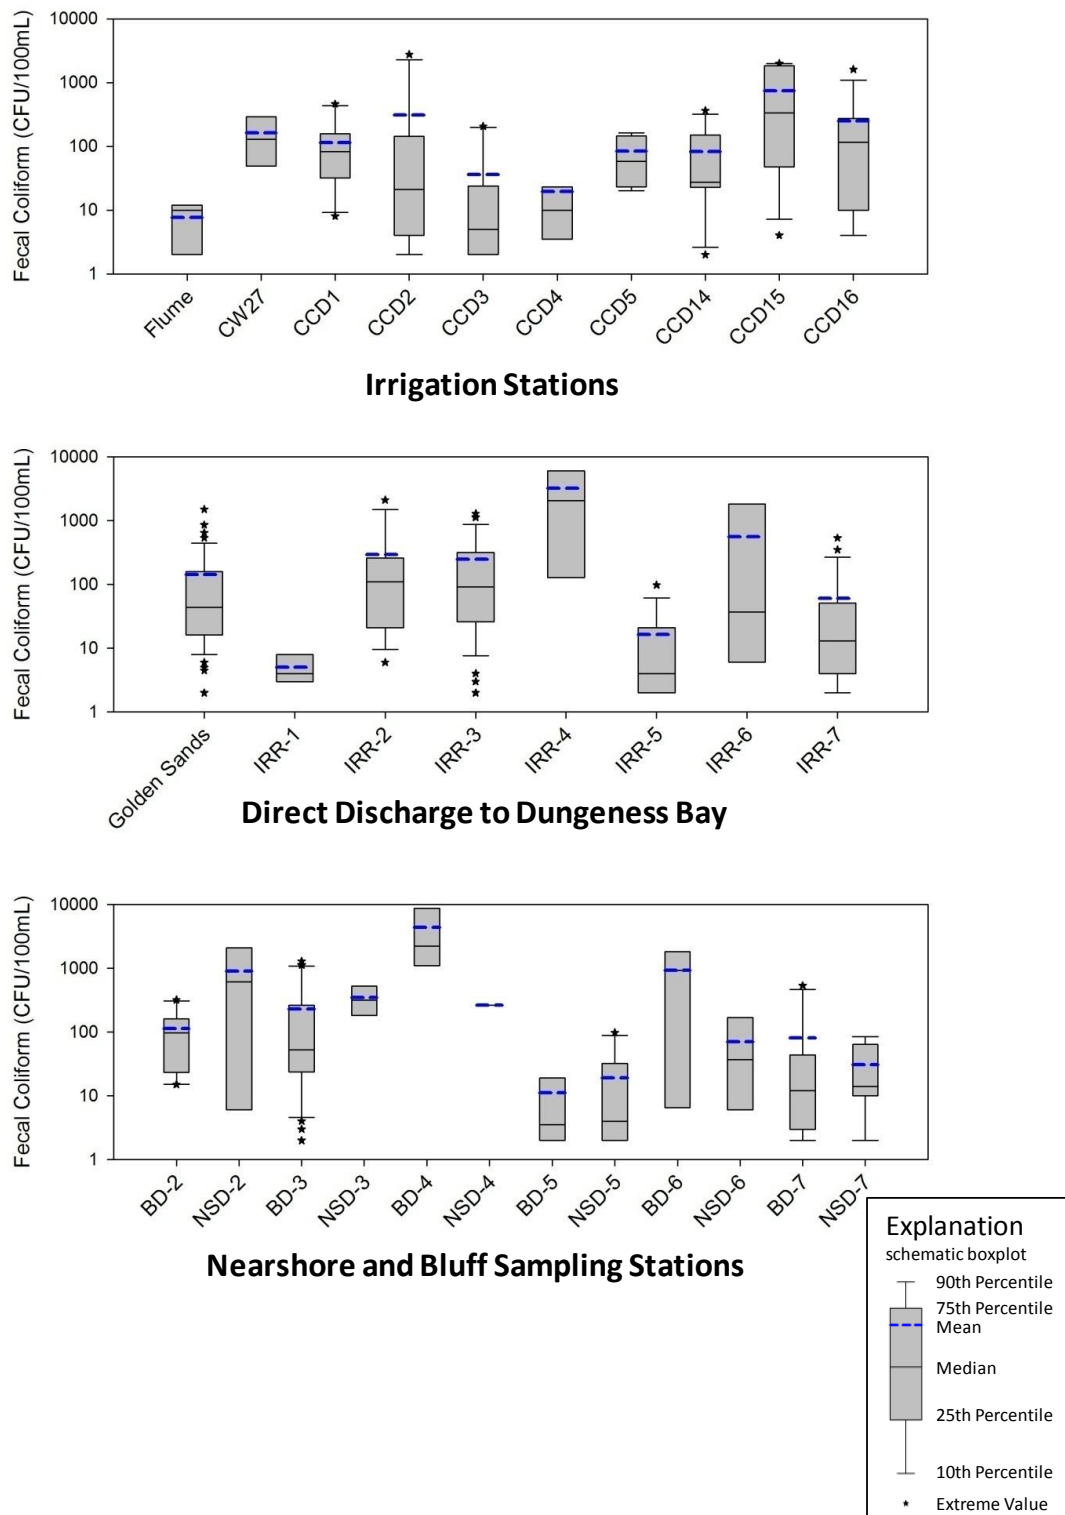 Fecal Coliform (CFU/100mL)
10000
1000
100
10
1
Flume
CW27
CCD1
CCD2
CCD3
CCD4
CCD5
CCD14
CCD15
CCD16
Irrigation Stations
Fecal Coliform (CFU/100mL)
10000
1000
100
10
1
Golden Sands
IRR-1
IRR-2
IRR-3
IRR-4
IRR-5
IRR-6
IRR-7
Direct Discharge to Dungeness Bay
Fecal Coliform (CFU/100mL)
10000
1000
100
10
1
BD-2
NSD-2
BD-3
NSD-3
BD-4
NSD-4
BD-5
NSD-5
BD-6
NSD-6
BD-7
NSD-7
Nearshore and Bluff Sampling Stations
Explanation
schematic boxplot
90th Percentile
75th Percentile
Mean
Median
25th Percentile
10th Percentile
Extreme Value